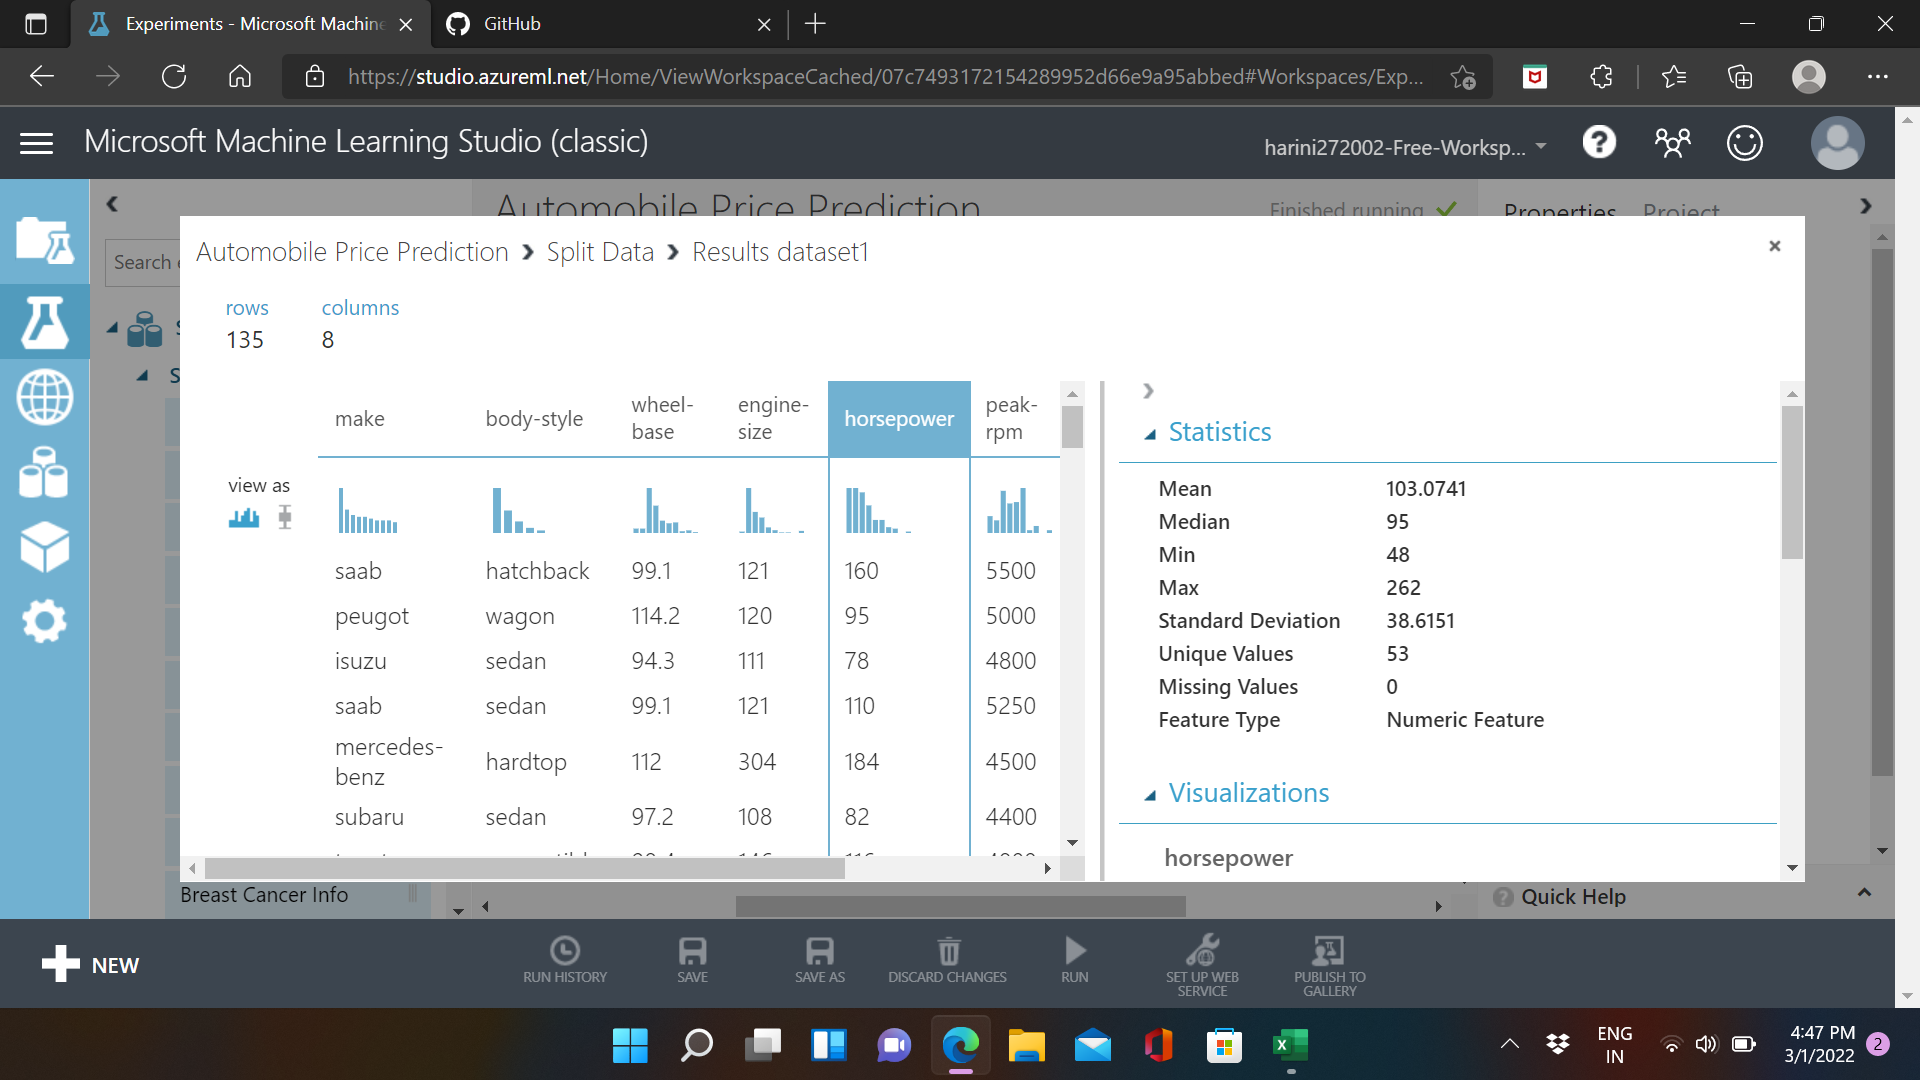 Experiments - Microsoft Machine
GitHub
https://studio.azureml.net/Home/ViewWorkspaceCached/07c7493172154289952d66e9a95abbed#Workspaces/Exp...
Microsoft Machine Learning Studio (classic)
harini272002-Free-Worksp...
Automobile Price Prediction
Finished running
Properties Project
Search
Automobile Price Prediction > Split Data > Results dataset1
rows columns
135 8
make body-style wheel-base engine-size horsepower peak-rpm
view as
saab hatchback 99.1 121 160 5500
peugot wagon 114.2 120 95 5000
isuzu sedan 94.3 111 78 4800
saab sedan 99.1 121 110 5250
mercedes-benz hardtop 112 304 184 4500
subaru sedan 97.2 108 82 4400
Statistics
Mean 103.0741
Median 95
Min 48
Max 262
Standard Deviation 38.6151
Unique Values 53
Missing Values 0
Feature Type Numeric Feature
Visualizations
horsepower
Breast Cancer Info
Quick Help
NEW
RUN HISTORY
SAVE
SAVE AS
DISCARD CHANGES
RUN
SET UP WEB SERVICE
PUBLISH TO GALLERY
ENG
IN
4:47 PM
3/1/2022
2